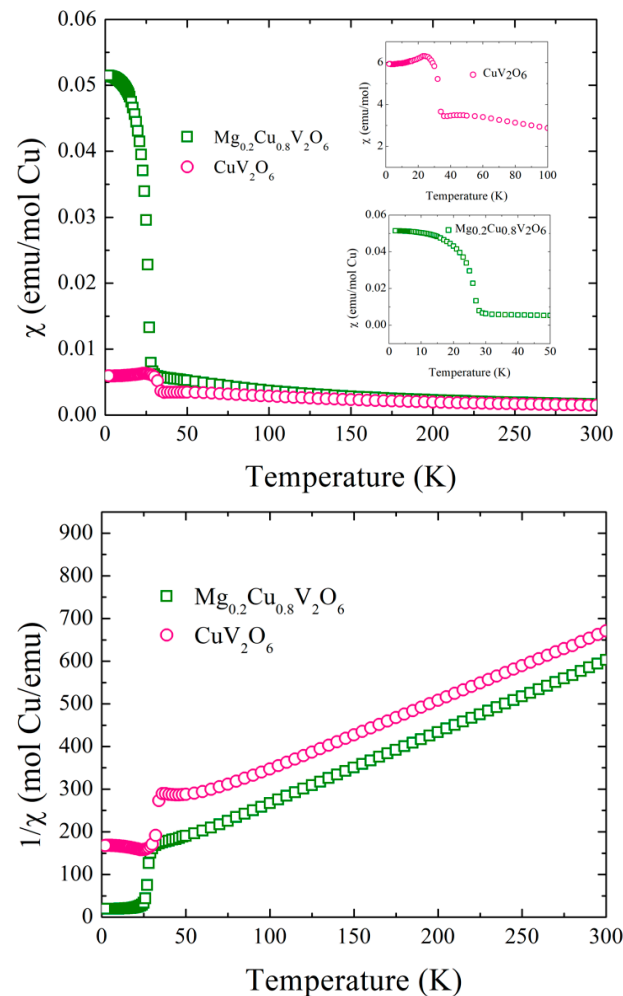 0.06
0.05
0.04
0.03
0.02
0.01
0.00
χ (emu/mol Cu)
Mg0.2Cu0.8V2O6
CuV2O6
6
4
2
χ (emu/mol)
CuV2O6
0 20 40 60 80 100
Temperature (K)
0.06
0.04
0.02
0.00
χ (emu/mol Cu)
Mg0.2Cu0.8V2O6
0 10 20 30 40 50
Temperature (K)
0 50 100 150 200 250 300
Temperature (K)
900
800
700
600
500
400
300
200
100
0
1/χ (mol Cu/emu)
Mg0.2Cu0.8V2O6
CuV2O6
0 50 100 150 200 250 300
Temperature (K)